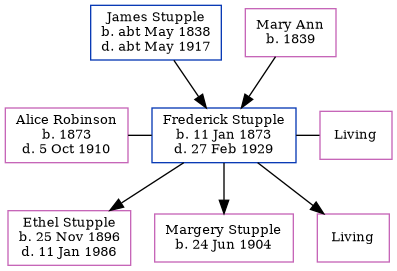 James Stupple
b. abt May 1838
d. abt May 1917
Mary Ann
b. 1839
Alice Robinson
b. 1873
d. 5 Oct 1910
Frederick Stupple
b. 11 Jan 1873
d. 27 Feb 1929
Living
Ethel Stupple
b. 25 Nov 1896
d. 11 Jan 1986
Margery Stupple
b. 24 Jun 1904
Living